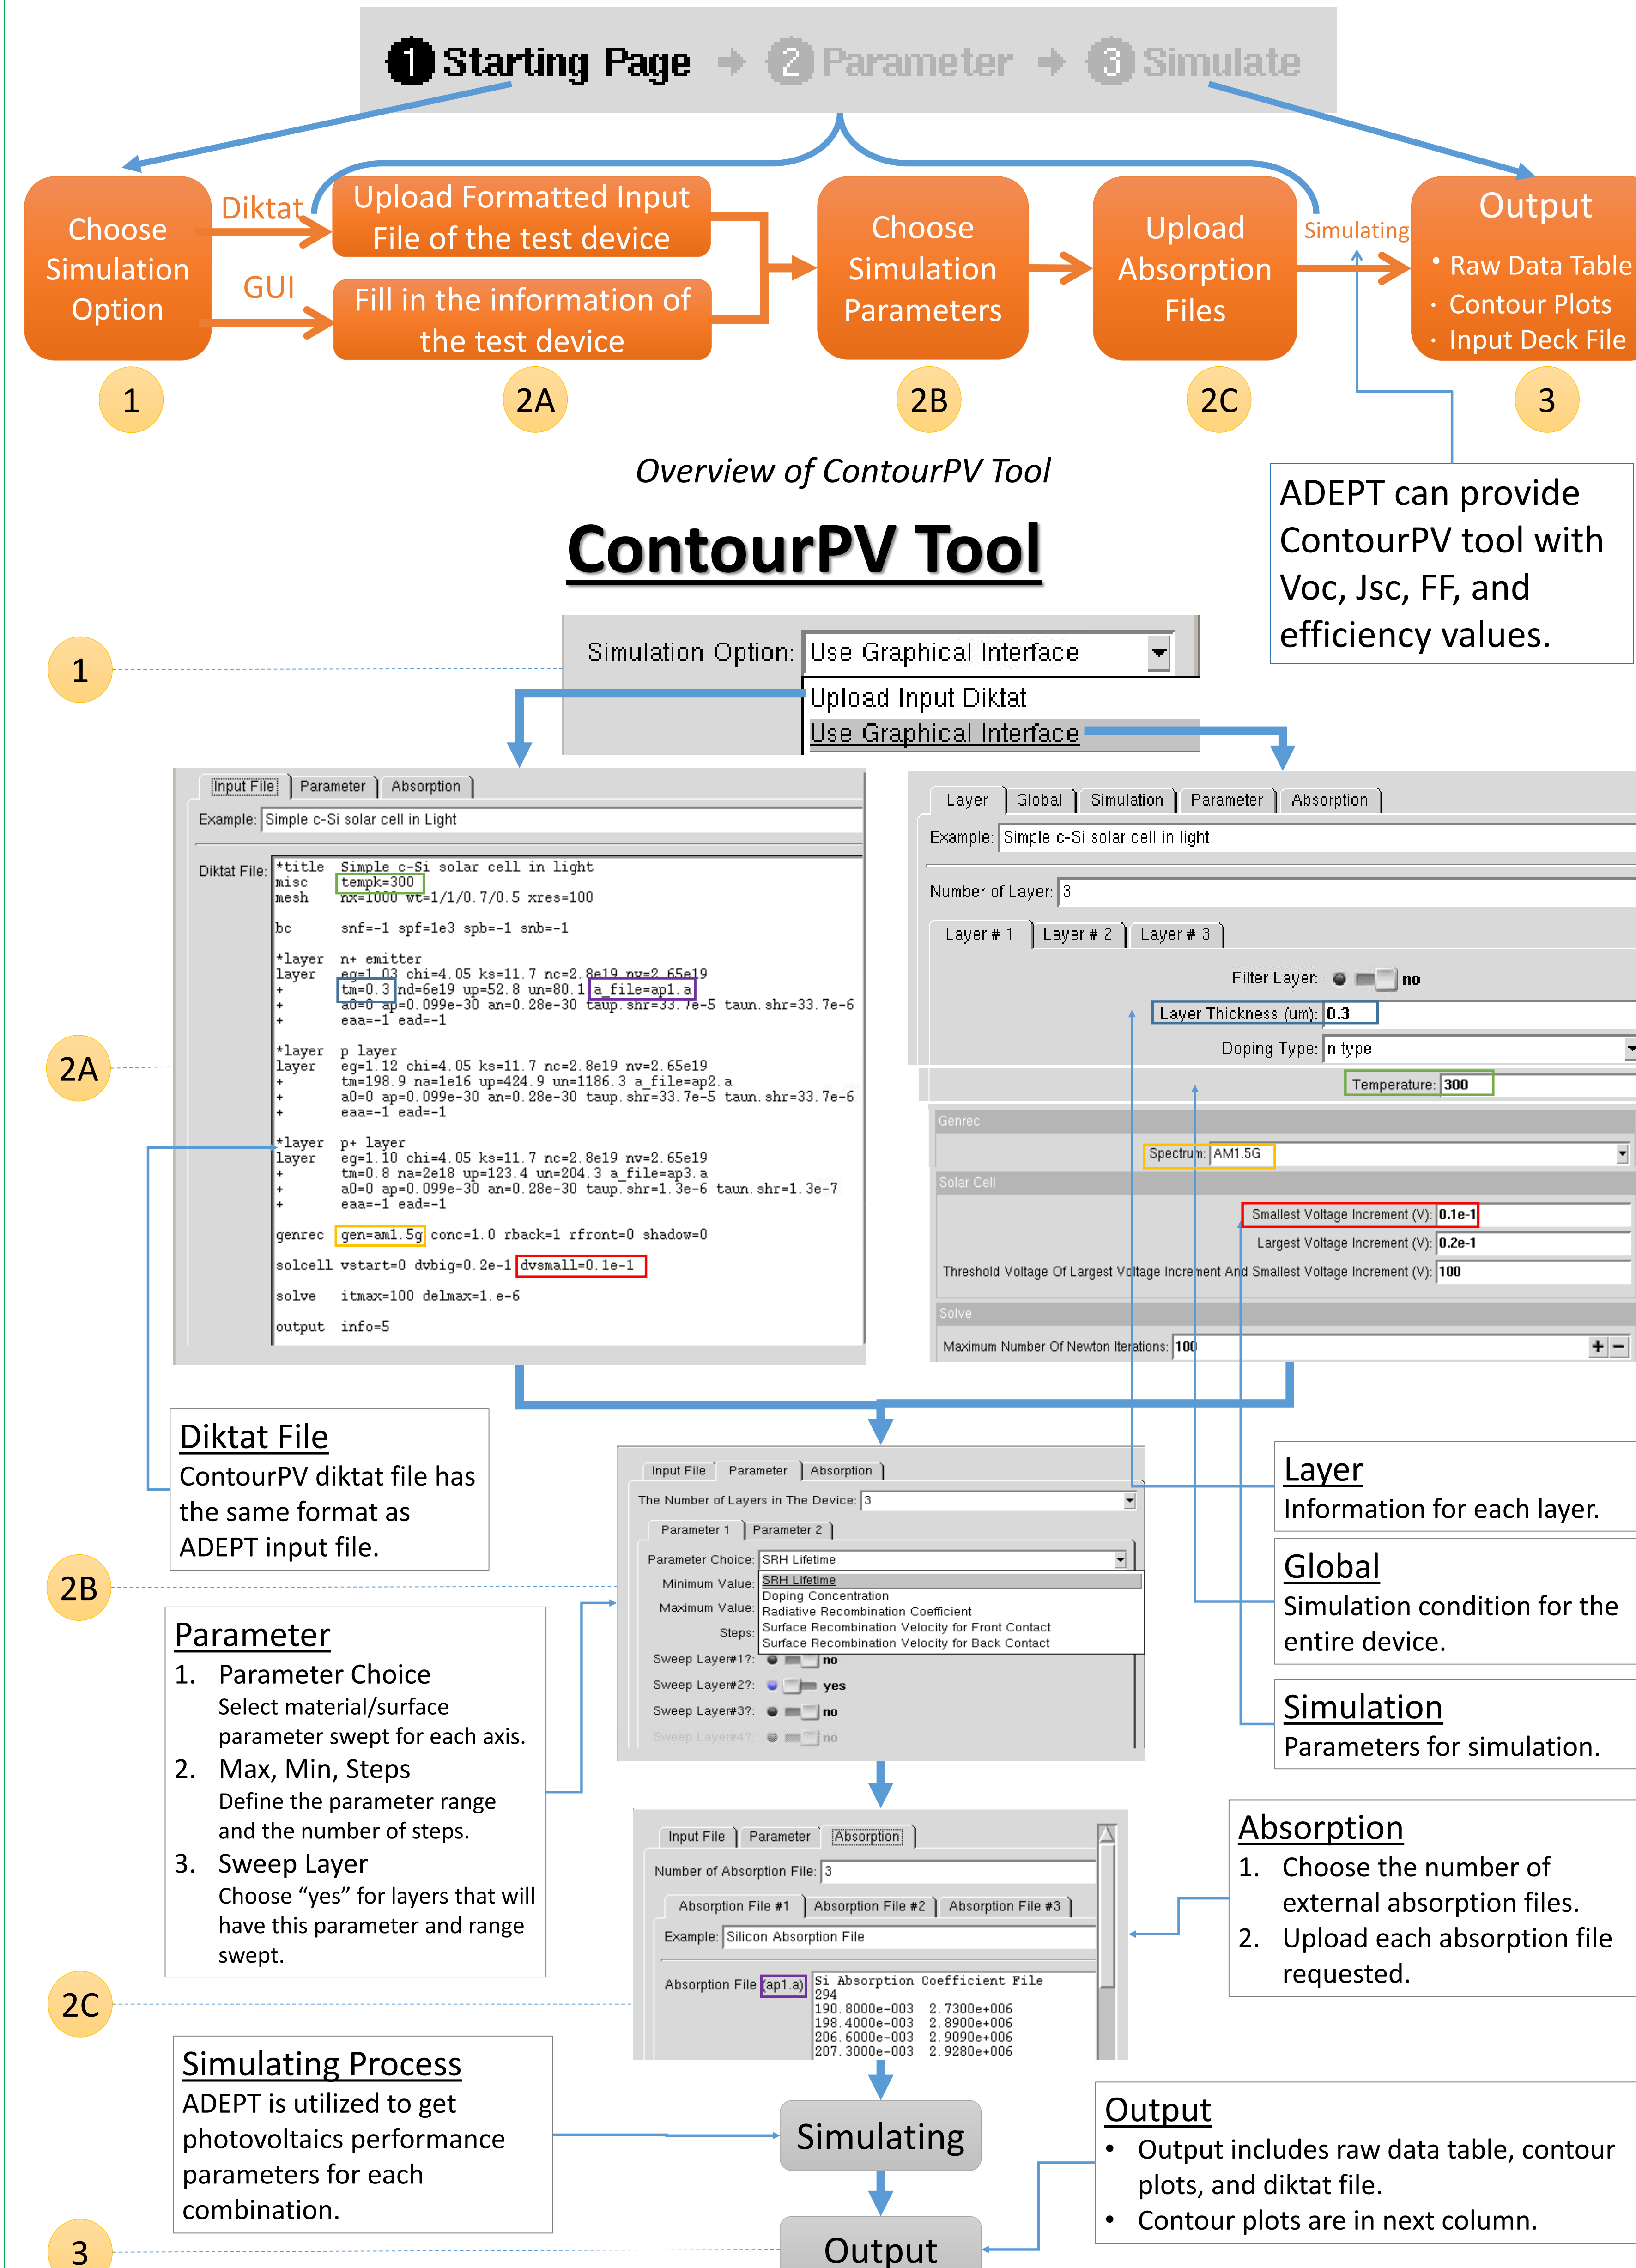 1 Starting Page → 2 Parameter → 3 Simulate
Choose
Simulation
Option
Diktat
GUI
Upload Formatted Input
File of the test device
Fill in the information of
the test device
Choose
Simulation
Parameters
Upload
Absorption
Files
Simulating
Output
• Raw Data Table
• Contour Plots
• Input Deck File
1
2A
2B
2C
3
Overview of ContourPV Tool
ADEPT can provide
ContourPV tool with
Voc, Jsc, FF, and
efficiency values.
ContourPV Tool
1
Simulation Option: Use Graphical Interface
Upload Input Diktat
Use Graphical Interface
2A
Input File Parameter Absorption
Example: Simple c-Si solar cell in Light
Diktat File:
*title Simple c-Si solar cell in light
misc tempk=300
mesh nx=1000 wt=1/1/0.7/0.5 xres=100
bc snf=-1 spf=1e3 spb=-1 snb=-1
*layer n+ emitter
layer eg=1.03 chi=4.05 ks=11.7 nc=2.8e19 nv=2.65e19
+ tm=0.3 nd=6e19 up=52.8 un=80.1 a_file=ap1.a
+ a0=0 ap=0.099e-30 an=0.28e-30 taup.shr=33.7e-5 taun.shr=33.7e-6
+ eaa=-1 ead=-1
*layer p layer
layer eg=1.12 chi=4.05 ks=11.7 nc=2.8e19 nv=2.65e19
+ tm=198.9 na=1e16 up=424.9 un=1186.3 a_file=ap2.a
+ a0=0 ap=0.099e-30 an=0.28e-30 taup.shr=33.7e-5 taun.shr=33.7e-6
+ eaa=-1 ead=-1
*layer p+ layer
layer eg=1.10 chi=4.05 ks=11.7 nc=2.8e19 nv=2.65e19
+ tm=0.8 na=2e18 up=123.4 un=204.3 a_file=ap3.a
+ a0=0 ap=0.099e-30 an=0.28e-30 taup.shr=1.3e-6 taun.shr=1.3e-7
+ eaa=-1 ead=-1
genrec gen=am1.5g conc=1.0 rback=1 rfront=0 shadow=0
solcell vstart=0 dvbig=0.2e-1 dvsmall=0.1e-1
solve itmax=100 delmax=1.e-6
output info=5
Layer Global Simulation Parameter Absorption
Example: Simple c-Si solar cell in light
Number of Layer: 3
Layer # 1 Layer # 2 Layer # 3
Filter Layer: no
Layer Thickness (um): 0.3
Doping Type: n type
Temperature: 300
Genrec
Spectrum: AM1.5G
Solar Cell
Smallest Voltage Increment (V): 0.1e-1
Largest Voltage Increment (V): 0.2e-1
Threshold Voltage Of Largest Voltage Increment And Smallest Voltage Increment (V): 100
Solve
Maximum Number Of Newton Iterations: 100 + −
Diktat File
ContourPV diktat file has
the same format as
ADEPT input file.
2B
Input File Parameter Absorption
The Number of Layers in The Device: 3
Parameter 1 Parameter 2
Parameter Choice: SRH Lifetime
Minimum Value: SRH Lifetime
Doping Concentration
Maximum Value: Radiative Recombination Coefficient
Steps: Surface Recombination Velocity for Front Contact
Surface Recombination Velocity for Back Contact
Sweep Layer#1?: no
Sweep Layer#2?: yes
Sweep Layer#3?: no
Sweep Layer#4?: no
Layer
Information for each layer.
Global
Simulation condition for the
entire device.
Simulation
Parameters for simulation.
Parameter
1. Parameter Choice
Select material/surface
parameter swept for each axis.
2. Max, Min, Steps
Define the parameter range
and the number of steps.
3. Sweep Layer
Choose “yes” for layers that will
have this parameter and range
swept.
2C
Input File Parameter Absorption
Number of Absorption File: 3
Absorption File #1 Absorption File #2 Absorption File #3
Example: Silicon Absorption File
Absorption File (ap1.a)
Si Absorption Coefficient File
294
190.8000e-003 2.7300e+006
198.4000e-003 2.8900e+006
206.6000e-003 2.9090e+006
207.3000e-003 2.9280e+006
Absorption
1. Choose the number of
external absorption files.
2. Upload each absorption file
requested.
Simulating Process
ADEPT is utilized to get
photovoltaics performance
parameters for each
combination.
Simulating
Output
• Output includes raw data table, contour
plots, and diktat file.
• Contour plots are in next column.
3
Output